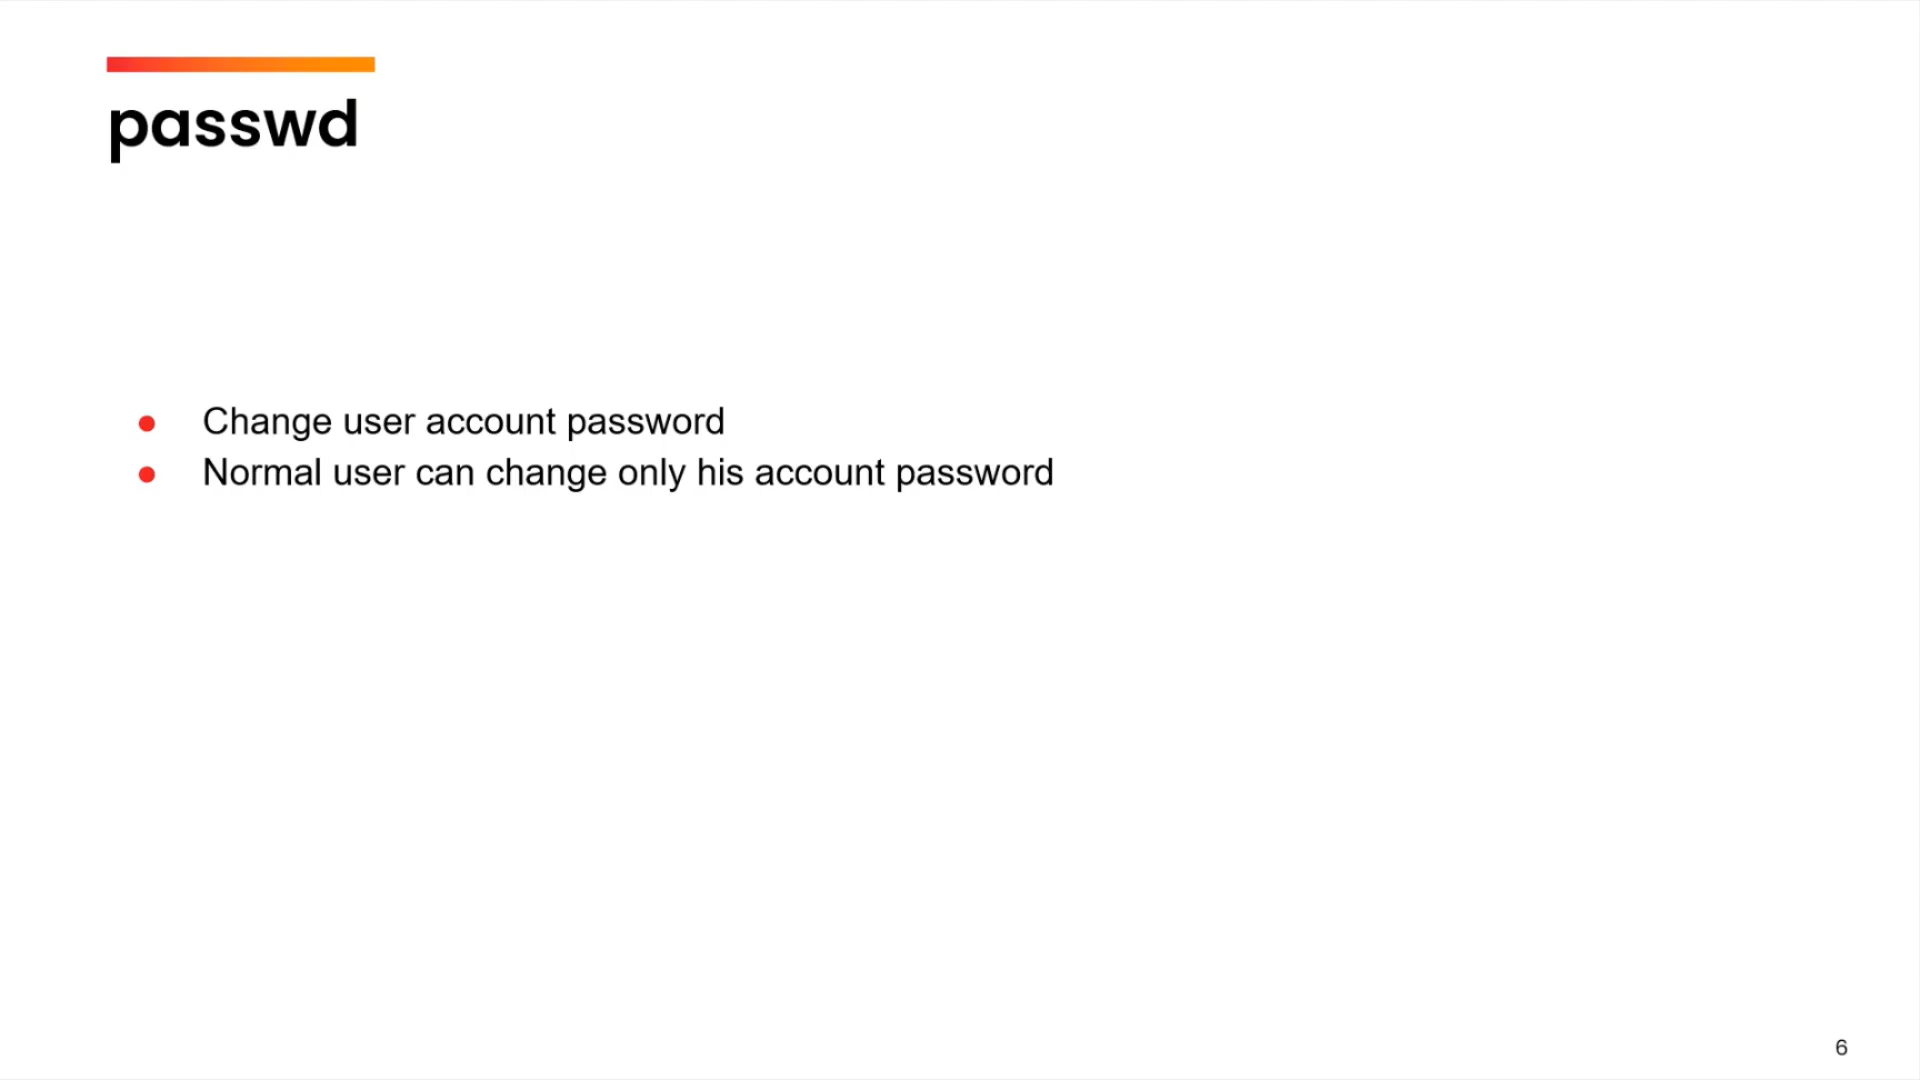 passwd
● Change user account password
● Normal user can change only his account password
6